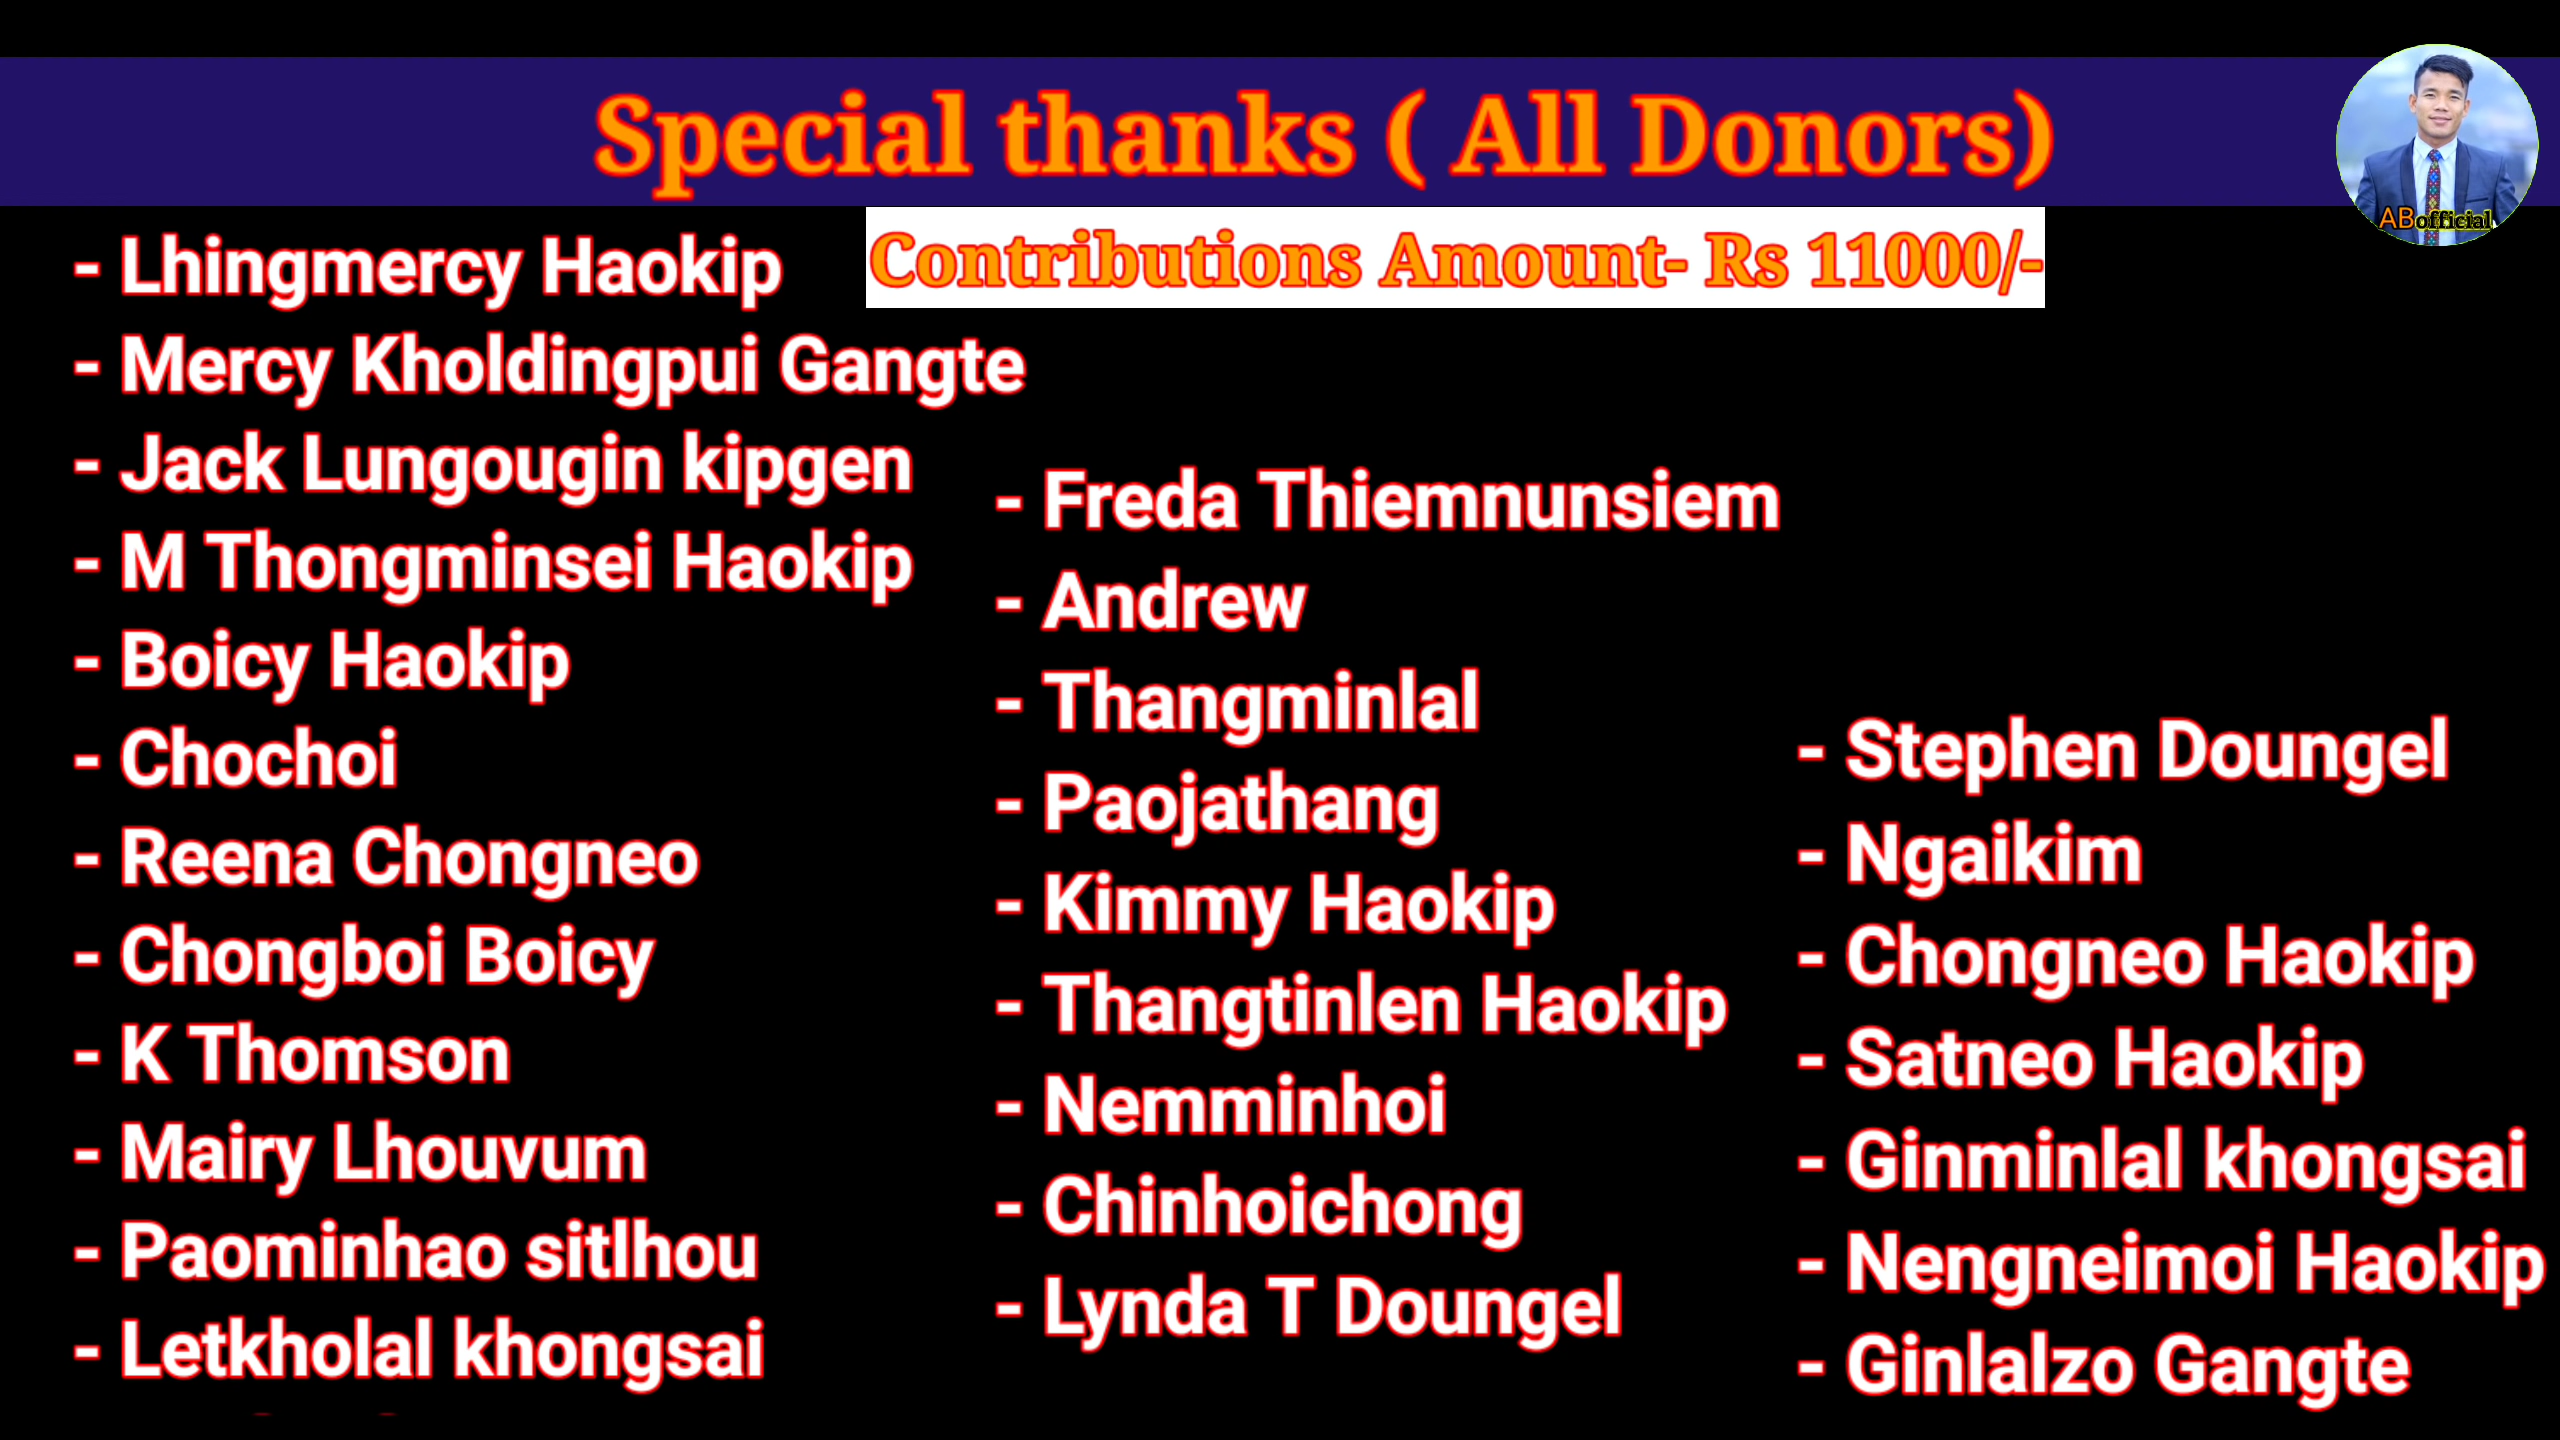 Special thanks ( All Donors)
ABofficial
Contributions Amount- Rs 11000/-
- Lhingmercy Haokip
- Mercy Kholdingpui Gangte
- Jack Lungougin kipgen
- M Thongminsei Haokip
- Boicy Haokip
- Chochoi
- Reena Chongneo
- Chongboi Boicy
- K Thomson
- Mairy Lhouvum
- Paominhao sitlhou
- Letkholal khongsai
- Freda Thiemnunsiem
- Andrew
- Thangminlal
- Paojathang
- Kimmy Haokip
- Thangtinlen Haokip
- Nemminhoi
- Chinhoichong
- Lynda T Doungel
- Stephen Doungel
- Ngaikim
- Chongneo Haokip
- Satneo Haokip
- Ginminlal khongsai
- Nengneimoi Haokip
- Ginlalzo Gangte